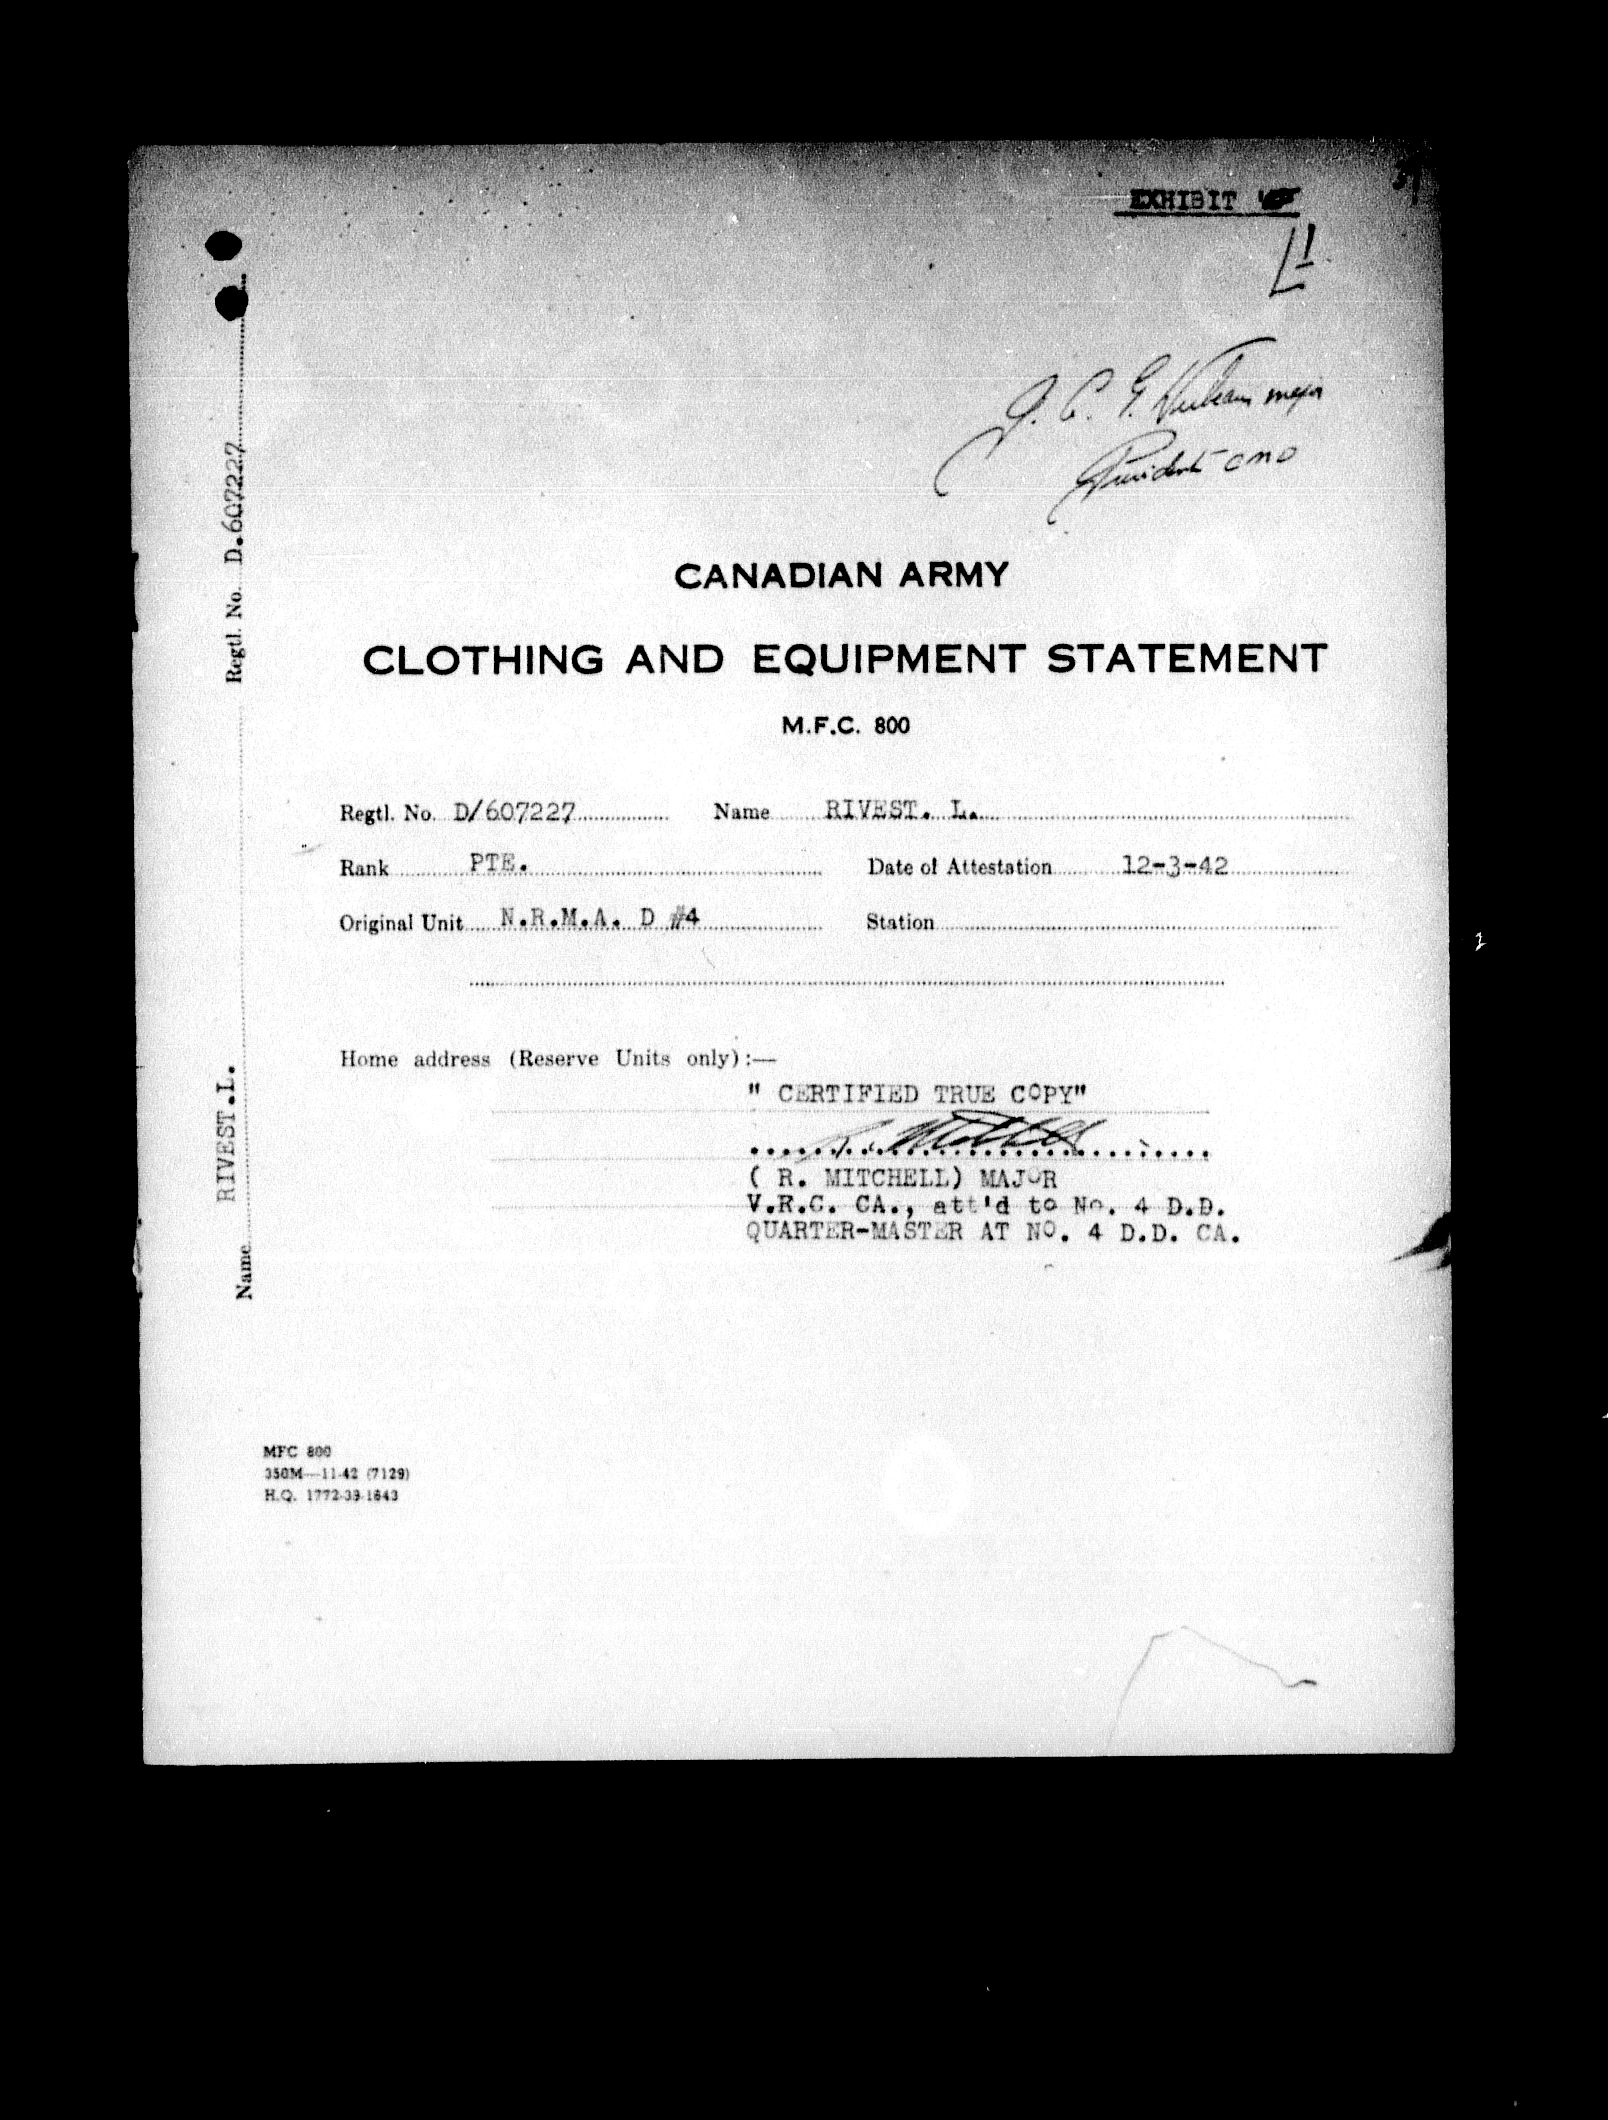 EXHIBIT
J. C. G.
President
CANADIAN ARMY
CLOTHING AND EQUIPMENT STATEMENT
M.F.C. 800
Regtl. No. D/607227 Name RIVEST. L.
Rank PTE. Date of Attestation 12-3-42
Original Unit N.R.M.A. D #4 Station
Home address (Reserve Units only):—
" CERTIFIED TRUE COPY"
R. Mitchell
( R. MITCHELL) MAJOR
V.R.C. CA., att'd to No. 4 D.D.
QUARTER-MASTER AT NO. 4 D.D. CA.
Name RIVEST.L. Regtl. No. D.607227
MFC 800
350M—11-42 (7129)
H.Q. 1772-39-1643